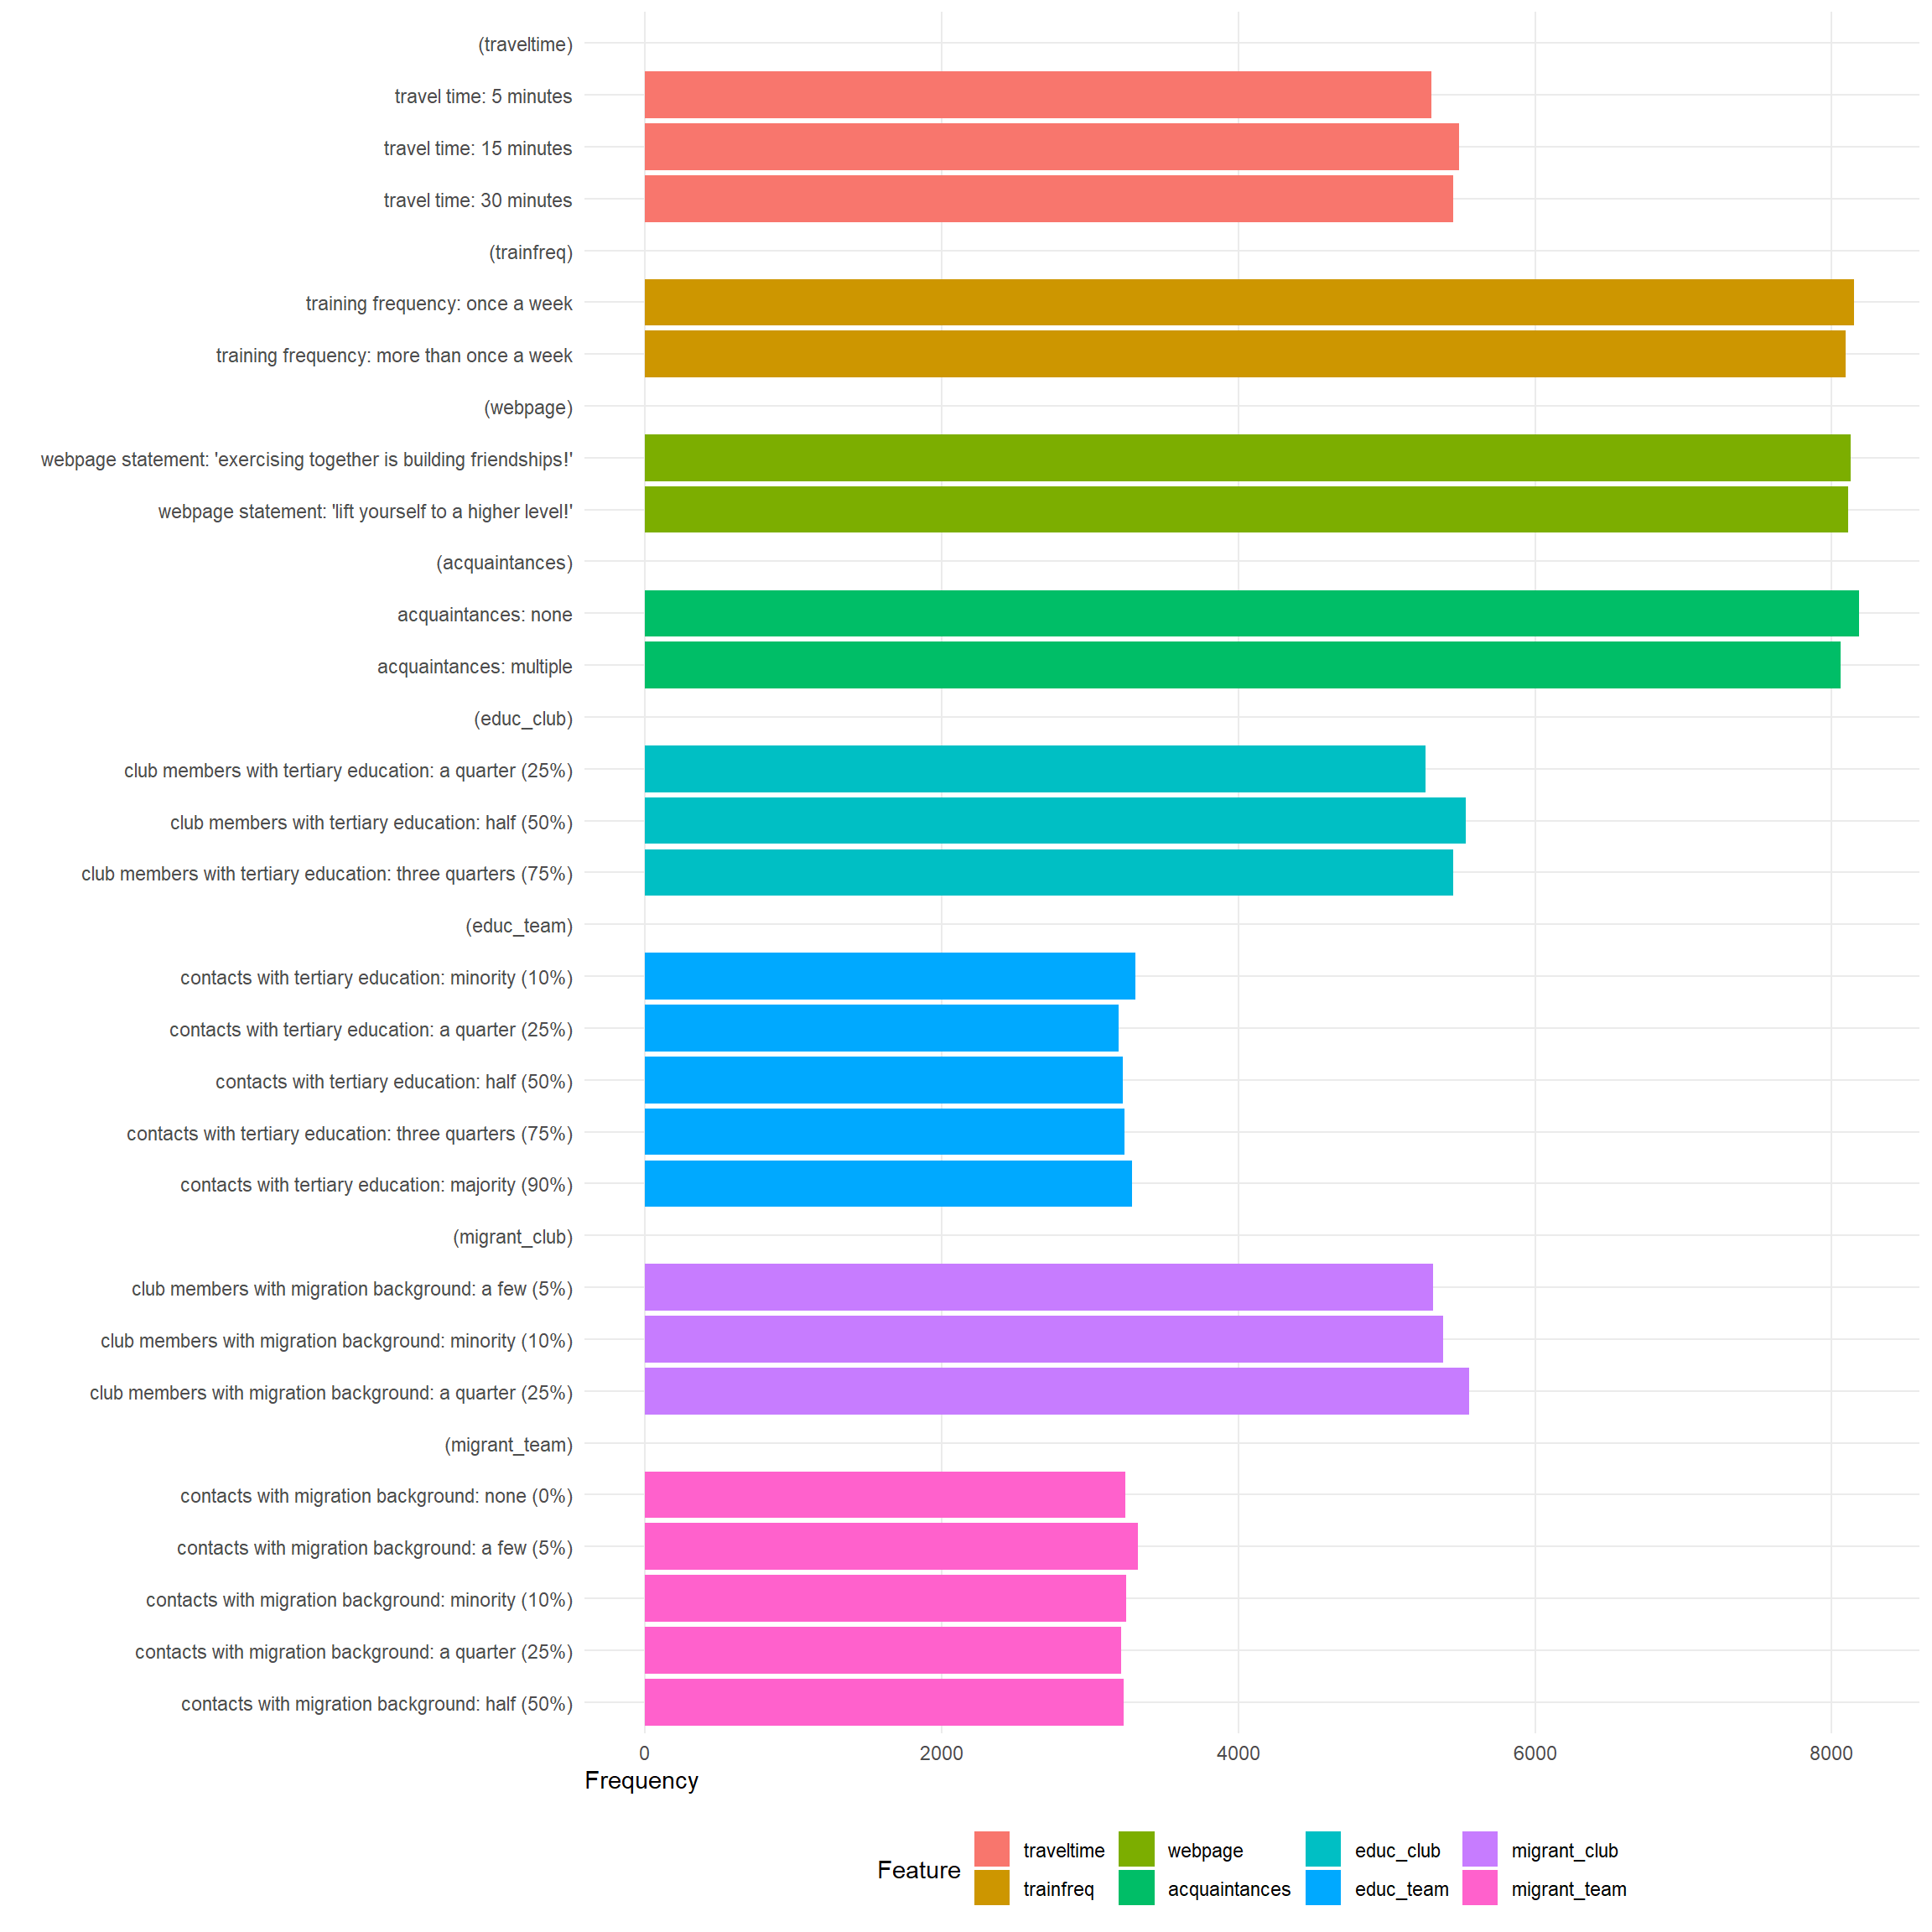 (traveltime)
travel time: 5 minutes
travel time: 15 minutes
travel time: 30 minutes
(trainfreq)
training frequency: once a week
training frequency: more than once a week
(webpage)
webpage statement: 'exercising together is building friendships!'
webpage statement: 'lift yourself to a higher level!'
(acquaintances)
acquaintances: none
acquaintances: multiple
(educ_club)
club members with tertiary education: a quarter (25%)
club members with tertiary education: half (50%)
club members with tertiary education: three quarters (75%)
(educ_team)
contacts with tertiary education: minority (10%)
contacts with tertiary education: a quarter (25%)
contacts with tertiary education: half (50%)
contacts with tertiary education: three quarters (75%)
contacts with tertiary education: majority (90%)
(migrant_club)
club members with migration background: a few (5%)
club members with migration background: minority (10%)
club members with migration background: a quarter (25%)
(migrant_team)
contacts with migration background: none (0%)
contacts with migration background: a few (5%)
contacts with migration background: minority (10%)
contacts with migration background: a quarter (25%)
contacts with migration background: half (50%)
0 2000 4000 6000 8000
Frequency
Feature
traveltime webpage educ_club migrant_club
trainfreq acquaintances educ_team migrant_team